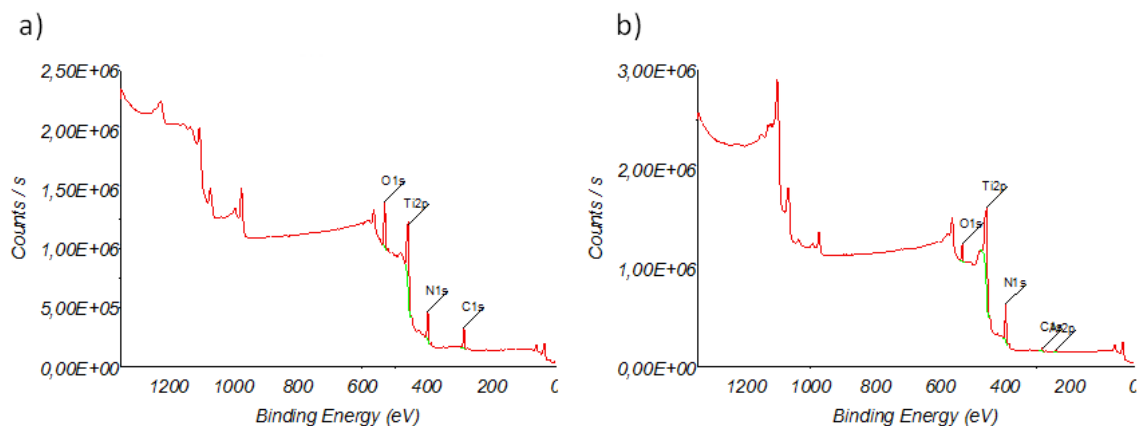 a)
2,50E+06
2,00E+06
1,50E+06
1,00E+06
5,00E+05
0,00E+00
Counts / s
O1s
Ti2p
N1s
C1s
1200 1000 800 600 400 200 0
Binding Energy (eV)
b)
3,00E+06
2,00E+06
1,00E+06
0,00E+00
Counts / s
Ti2p
O1s
N1s
1200 1000 800 600 400 200 0
Binding Energy (eV)